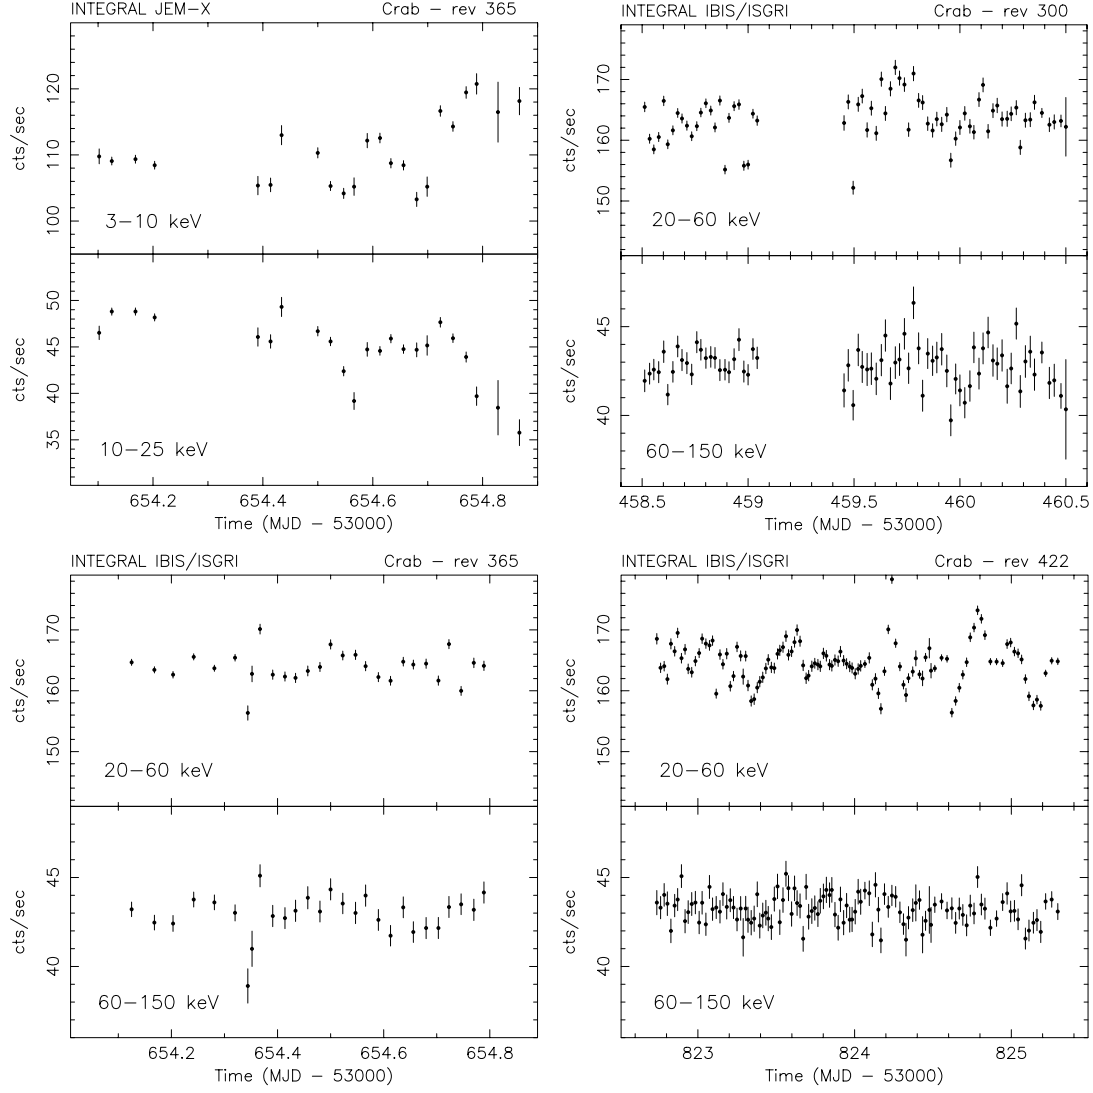 INTEGRAL JEM−X Crab − rev 365
120
110
100
cts/sec
3−10 keV
50
45
40
35
cts/sec
10−25 keV
654.2 654.4 654.6 654.8
Time (MJD − 53000)
INTEGRAL IBIS/ISGRI Crab − rev 300
170
160
150
cts/sec
20−60 keV
45
40
cts/sec
60−150 keV
458.5 459 459.5 460 460.5
Time (MJD − 53000)
INTEGRAL IBIS/ISGRI Crab − rev 365
170
160
150
cts/sec
20−60 keV
45
40
cts/sec
60−150 keV
654.2 654.4 654.6 654.8
Time (MJD − 53000)
INTEGRAL IBIS/ISGRI Crab − rev 422
170
160
150
cts/sec
20−60 keV
45
40
cts/sec
60−150 keV
823 824 825
Time (MJD − 53000)